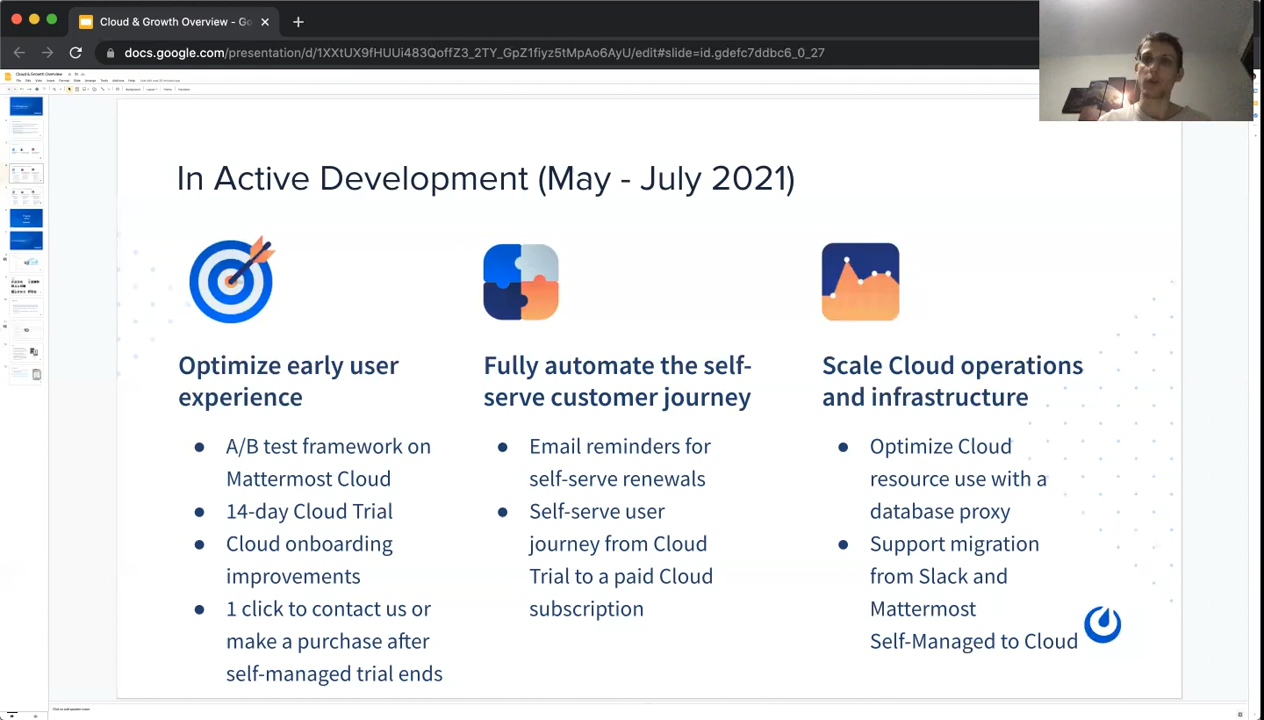 Cloud & Growth Overview - Go
docs.google.com/presentation/d/1XXtUX9fHUUi483QoffZ3_2TY_GpZ1fiyz5tMpAo6AyU/edit#slide=id.gdefc7ddbc6_0_27
Cloud & Growth Overview
In Active Development (May - July 2021)
Optimize early user
experience
● A/B test framework on
Mattermost Cloud
● 14-day Cloud Trial
● Cloud onboarding
improvements
● 1 click to contact us or
make a purchase after
self-managed trial ends
Fully automate the self-
serve customer journey
● Email reminders for
self-serve renewals
● Self-serve user
journey from Cloud
Trial to a paid Cloud
subscription
Scale Cloud operations
and infrastructure
● Optimize Cloud
resource use with a
database proxy
● Support migration
from Slack and
Mattermost
Self-Managed to Cloud